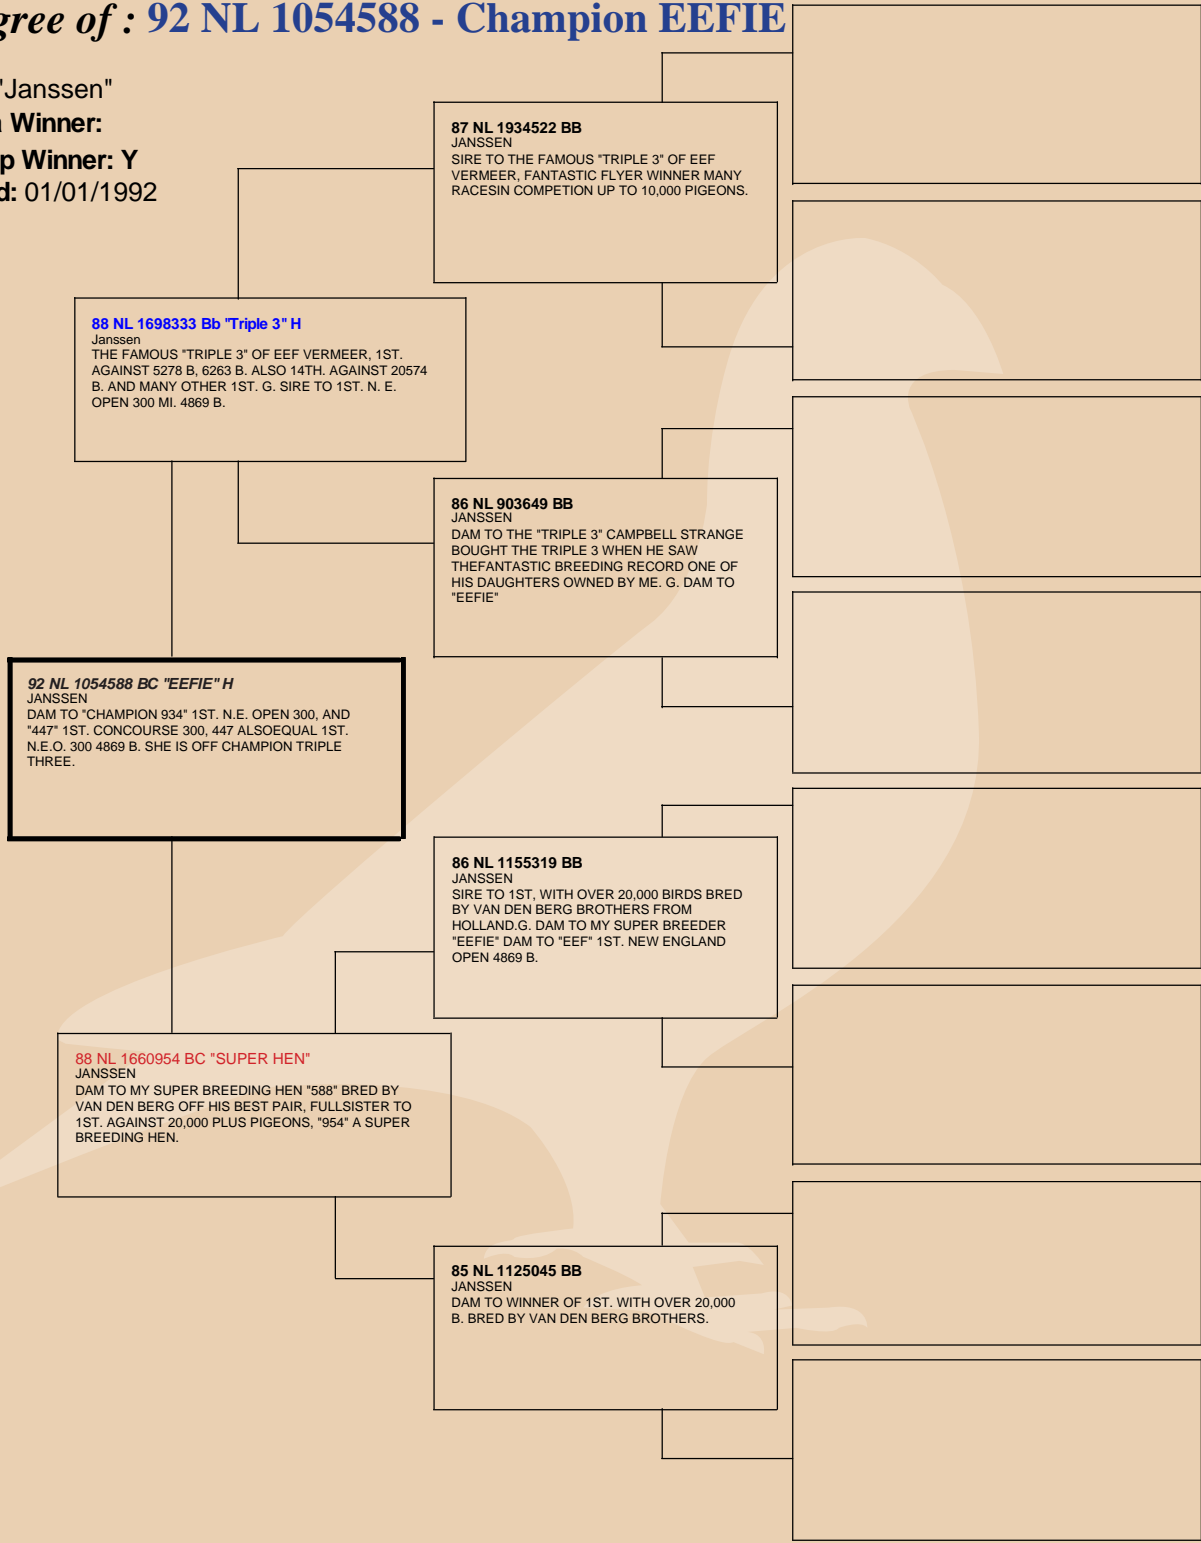 gree of : 92 NL 1054588 - Champion EEFIE
"Janssen"
Winner:
p Winner: Y
d: 01/01/1992
87 NL 1934522 BB
JANSSEN
SIRE TO THE FAMOUS "TRIPLE 3" OF EEF
VERMEER, FANTASTIC FLYER WINNER MANY
RACESIN COMPETION UP TO 10,000 PIGEONS.
88 NL 1698333 Bb "Triple 3" H
Janssen
THE FAMOUS "TRIPLE 3" OF EEF VERMEER, 1ST.
AGAINST 5278 B, 6263 B. ALSO 14TH. AGAINST 20574
B. AND MANY OTHER 1ST. G. SIRE TO 1ST. N. E.
OPEN 300 MI. 4869 B.
86 NL 903649 BB
JANSSEN
DAM TO THE "TRIPLE 3" CAMPBELL STRANGE
BOUGHT THE TRIPLE 3 WHEN HE SAW
THEFANTASTIC BREEDING RECORD ONE OF
HIS DAUGHTERS OWNED BY ME. G. DAM TO
"EEFIE"
92 NL 1054588 BC "EEFIE" H
JANSSEN
DAM TO "CHAMPION 934" 1ST. N.E. OPEN 300, AND
"447" 1ST. CONCOURSE 300, 447 ALSOEQUAL 1ST.
N.E.O. 300 4869 B. SHE IS OFF CHAMPION TRIPLE
THREE.
86 NL 1155319 BB
JANSSEN
SIRE TO 1ST, WITH OVER 20,000 BIRDS BRED
BY VAN DEN BERG BROTHERS FROM
HOLLAND.G. DAM TO MY SUPER BREEDER
"EEFIE" DAM TO "EEF" 1ST. NEW ENGLAND
OPEN 4869 B.
88 NL 1660954 BC "SUPER HEN"
JANSSEN
DAM TO MY SUPER BREEDING HEN "588" BRED BY
VAN DEN BERG OFF HIS BEST PAIR, FULLSISTER TO
1ST. AGAINST 20,000 PLUS PIGEONS, "954" A SUPER
BREEDING HEN.
85 NL 1125045 BB
JANSSEN
DAM TO WINNER OF 1ST. WITH OVER 20,000
B. BRED BY VAN DEN BERG BROTHERS.